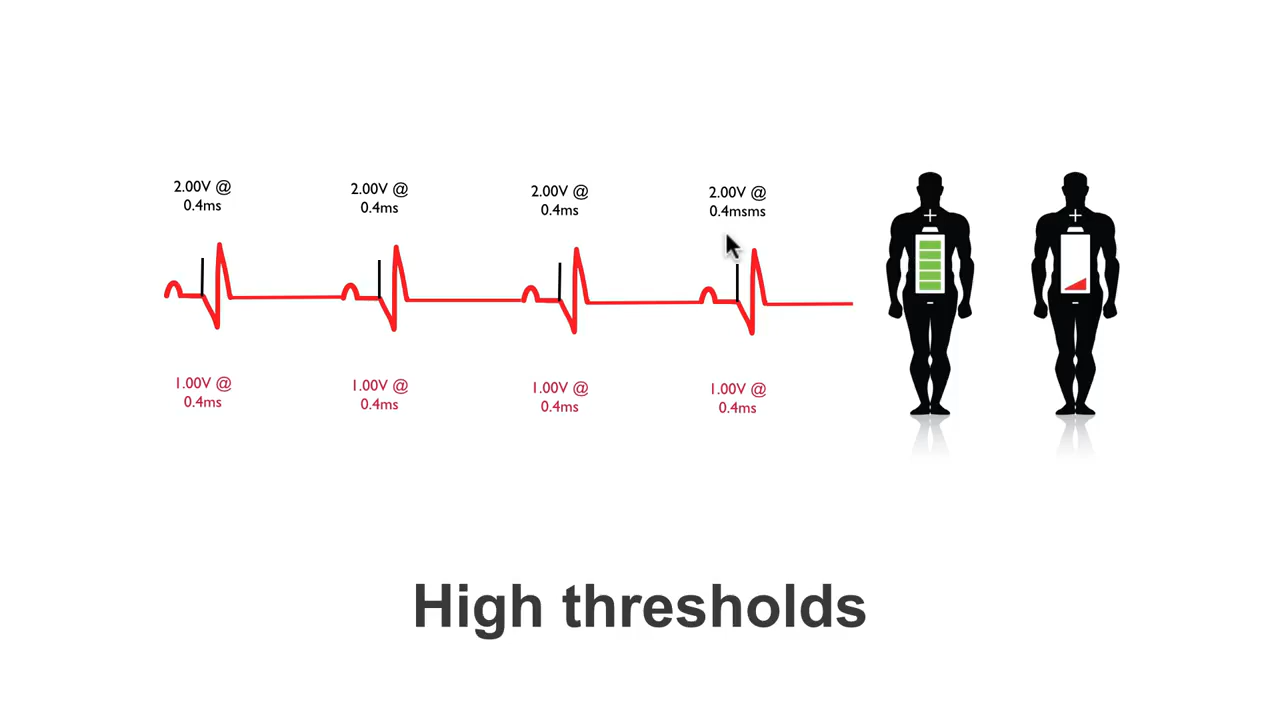 2.00V @
0.4ms
2.00V @
0.4ms
2.00V @
0.4ms
2.00V @
0.4msms
+
-
+
-
1.00V @
0.4ms
1.00V @
0.4ms
1.00V @
0.4ms
1.00V @
0.4ms
High thresholds